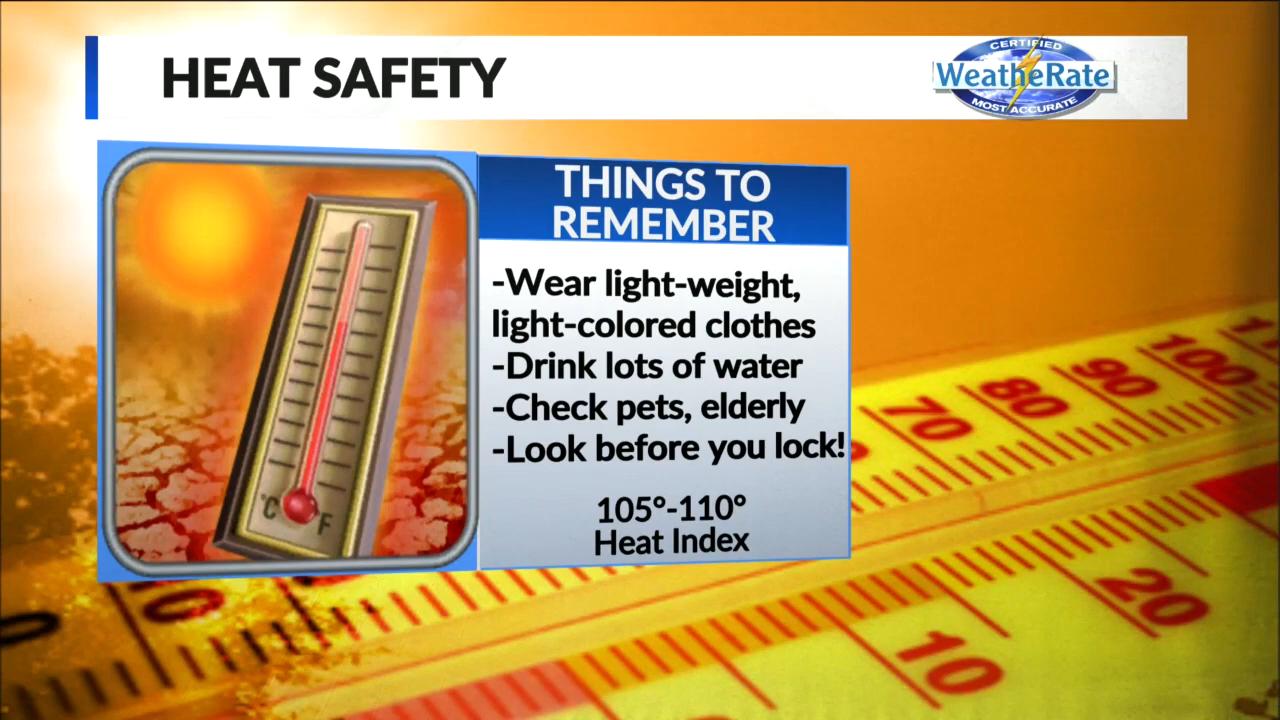 HEAT SAFETY
CERTIFIED
WeatheRate
MOST ACCURATE
THINGS TO
REMEMBER
-Wear light-weight,
light-colored clothes
-Drink lots of water
-Check pets, elderly
-Look before you lock!
105°-110°
Heat Index
°C F
70 80 90 100
10 20